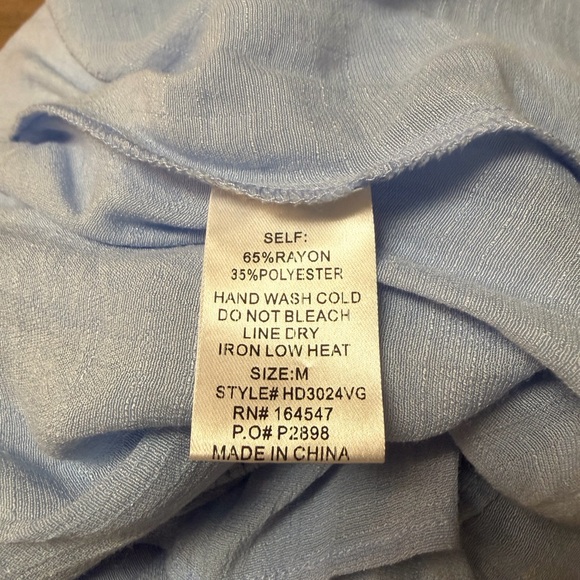 SELF:
65%RAYON
35%POLYESTER
HAND WASH COLD
DO NOT BLEACH
LINE DRY
IRON LOW HEAT
SIZE:M
STYLE# HD3024VG
RN# 164547
P.O# P2898
MADE IN CHINA